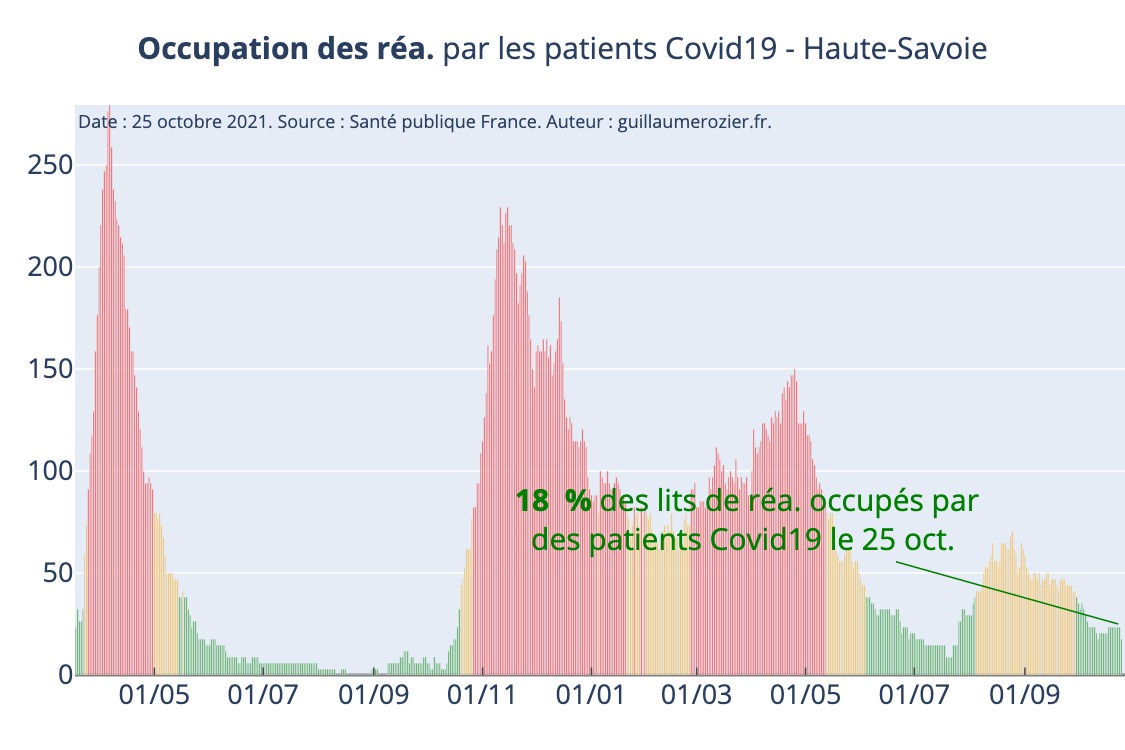 Occupation des réa. par les patients Covid19 - Haute-Savoie
Date : 25 octobre 2021. Source : Santé publique France. Auteur : guillaumerozier.fr.
250
200
150
100
18 % des lits de réa. occupés par
des patients Covid19 le 25 oct.
50
0
01/05 01/07 01/09 01/11 01/01 01/03 01/05 01/07 01/09